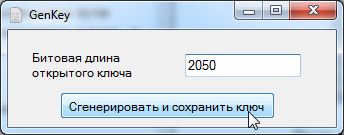 GenKey
Битовая длина
открытого ключа
2050
Сгенерировать и сохранить ключ